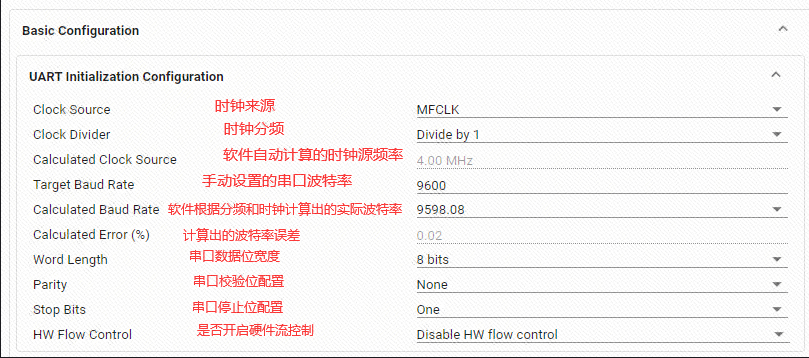 Basic Configuration
UART Initialization Configuration
Clock Source 时钟来源 MFCLK
Clock Divider 时钟分频 Divide by 1
Calculated Clock Source 软件自动计算的时钟源频率 4.00 MHz
Target Baud Rate 手动设置的串口波特率 9600
Calculated Baud Rate 软件根据分频和时钟计算出的实际波特率 9598.08
Calculated Error (%) 计算出的波特率误差 0.02
Word Length 串口数据位宽度 8 bits
Parity 串口校验位配置 None
Stop Bits 串口停止位配置 One
HW Flow Control 是否开启硬件流控制 Disable HW flow control